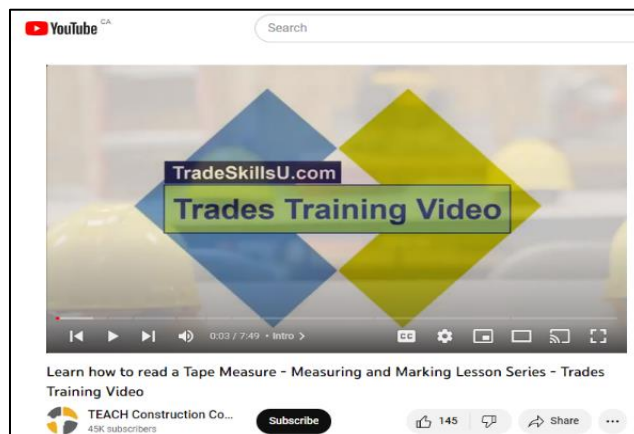 YouTube CA
Search
TradeSkillsU.com
Trades Training Video
0:03 / 7:49 • Intro >
CC
Learn how to read a Tape Measure - Measuring and Marking Lesson Series - Trades
Training Video
TEACH Construction Co...
45K subscribers
Subscribe
145
Share